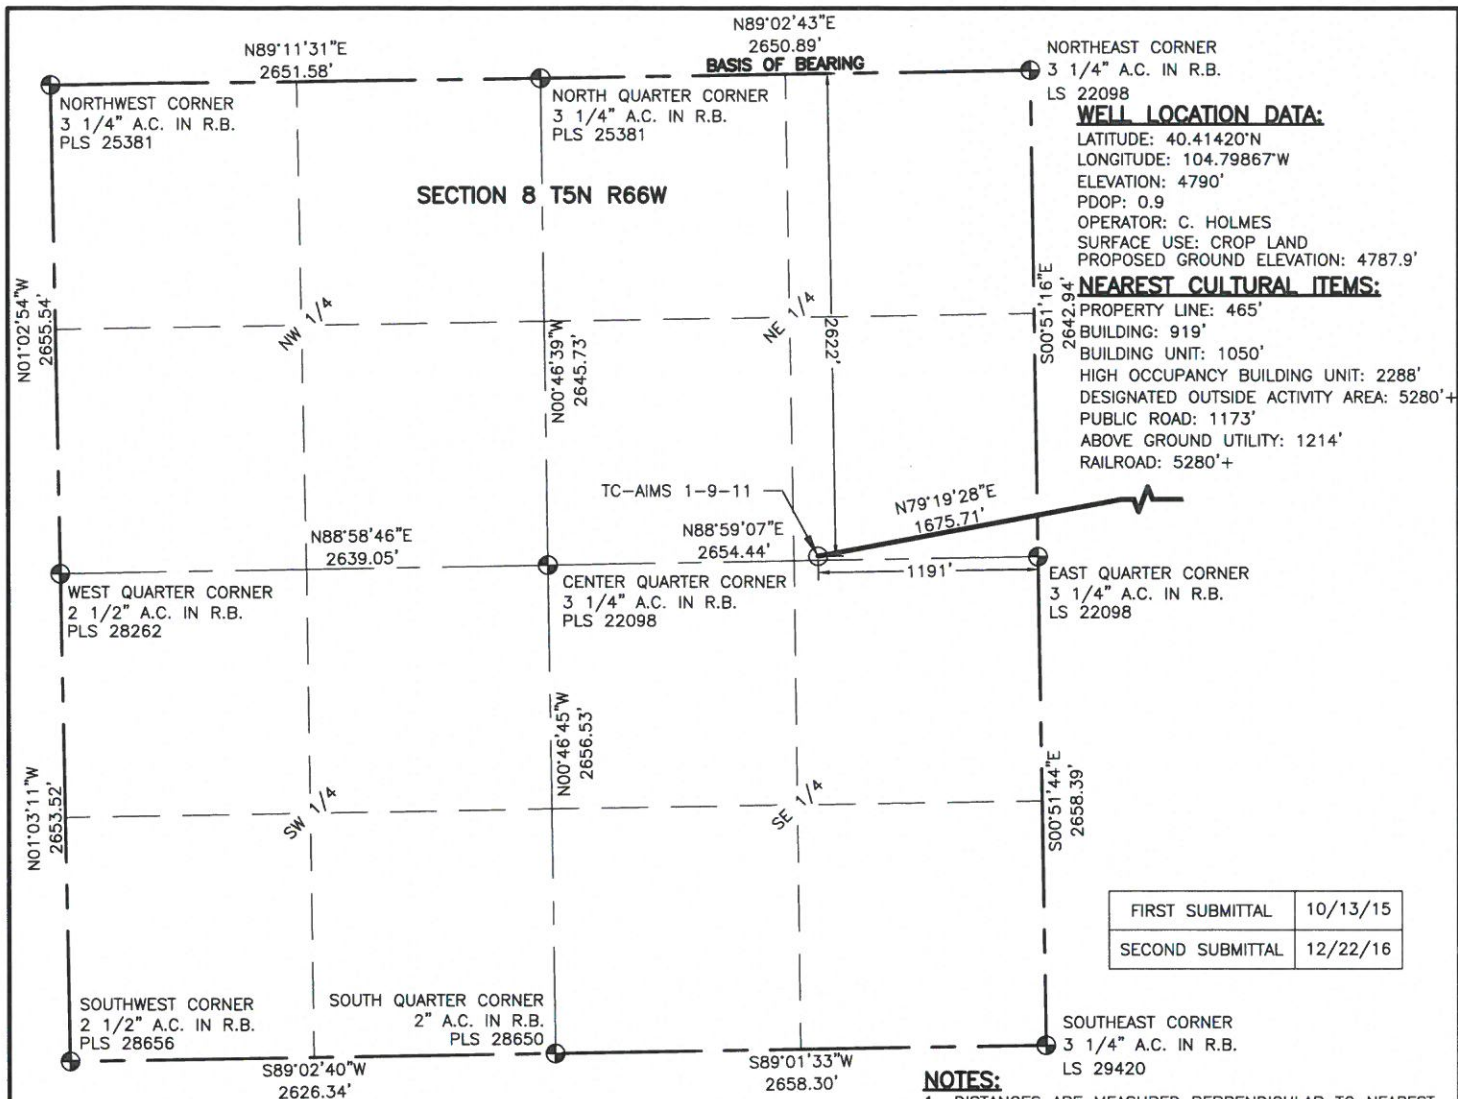 N89°11'31"E
2651.58'
N89°02'43"E
2650.89'
BASIS OF BEARING
NORTHWEST CORNER
3 1/4" A.C. IN R.B.
PLS 25381
NORTH QUARTER CORNER
3 1/4" A.C. IN R.B.
PLS 25381
NORTHEAST CORNER
3 1/4" A.C. IN R.B.
LS 22098
WELL LOCATION DATA:
LATITUDE: 40.41420°N
LONGITUDE: 104.79867°W
ELEVATION: 4790'
PDOP: 0.9
OPERATOR: C. HOLMES
SURFACE USE: CROP LAND
PROPOSED GROUND ELEVATION: 4787.9'
NEAREST CULTURAL ITEMS:
PROPERTY LINE: 465'
BUILDING: 919'
BUILDING UNIT: 1050'
HIGH OCCUPANCY BUILDING UNIT: 2288'
DESIGNATED OUTSIDE ACTIVITY AREA: 5280'+
PUBLIC ROAD: 1173'
ABOVE GROUND UTILITY: 1214'
RAILROAD: 5280'+
SECTION 8 T5N R66W
N01°02'54"W
2655.54'
NW 1/4
N00°46'39"W
2645.73'
NE 1/4
2622'
S00°51'16"E
2642.94'
TC-AIMS 1-9-11
N79°19'28"E
1675.71'
N88°58'46"E
2639.05'
N88°59'07"E
2654.44'
1191'
WEST QUARTER CORNER
2 1/2" A.C. IN R.B.
PLS 28262
CENTER QUARTER CORNER
3 1/4" A.C. IN R.B.
PLS 22098
EAST QUARTER CORNER
3 1/4" A.C. IN R.B.
LS 22098
N01°03'11"W
2653.52'
SW 1/4
N00°46'45"W
2656.53'
SE 1/4
S00°51'44"E
2658.39'
FIRST SUBMITTAL 10/13/15
SECOND SUBMITTAL 12/22/16
SOUTHWEST CORNER
2 1/2" A.C. IN R.B.
PLS 28656
SOUTH QUARTER CORNER
2" A.C. IN R.B.
PLS 28650
SOUTHEAST CORNER
3 1/4" A.C. IN R.B.
LS 29420
S89°02'40"W
2626.34'
S89°01'33"W
2658.30'
NOTES:
1. DISTANCES ARE MEASURED PERPENDICULAR TO NEAREST